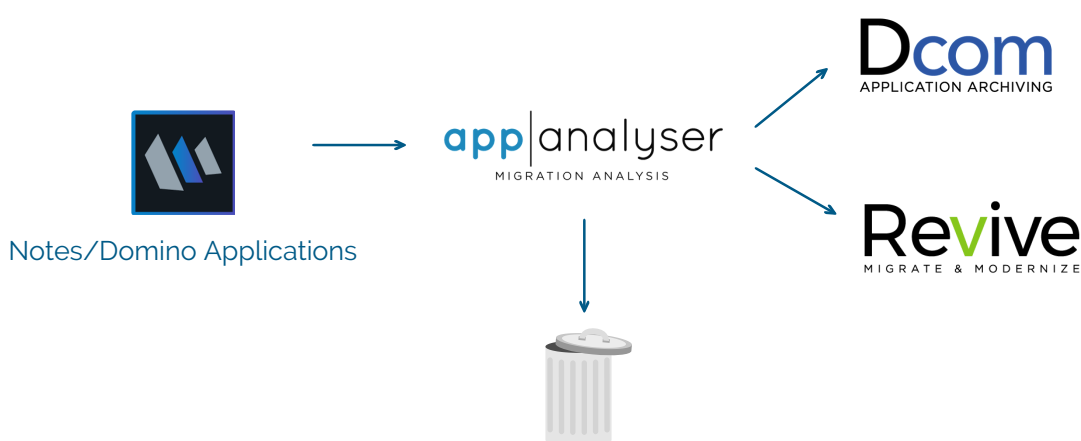 Notes/Domino Applications
app|analyser
MIGRATION ANALYSIS
Dcom
APPLICATION ARCHIVING
Revive
MIGRATE & MODERNIZE